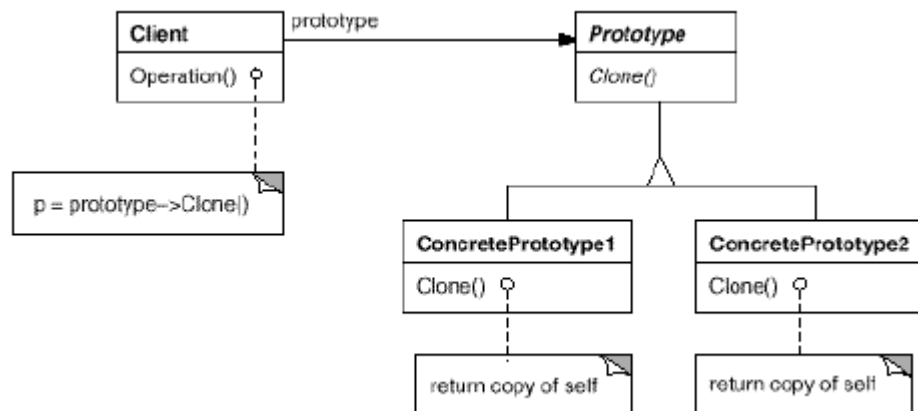 Client
prototype
Prototype
Operation()
Clone()
p = prototype->Clone()
ConcretePrototype1
ConcretePrototype2
Clone()
Clone()
return copy of self
return copy of self